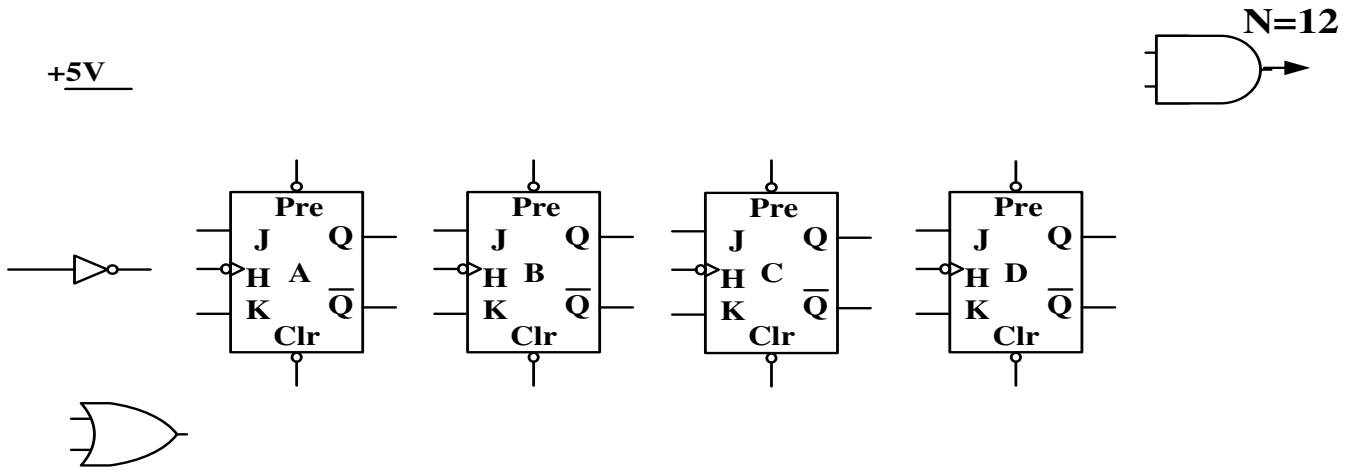 N=12
+5V
Pre Pre Pre Pre
J Q J Q J Q J Q
H A H B H C H D
K Q̅ K Q̅ K Q̅ K Q̅
Clr Clr Clr Clr